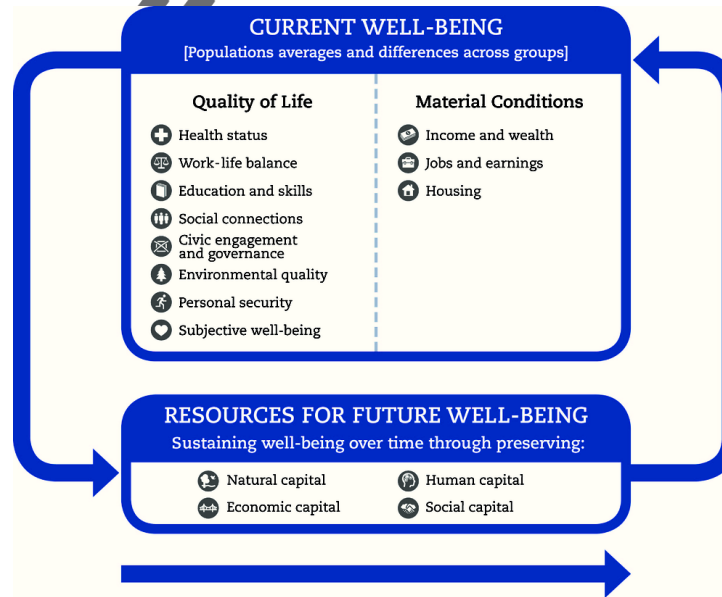 CURRENT WELL-BEING
[Populations averages and differences across groups]
Quality of Life
Health status
Work-life balance
Education and skills
Social connections
Civic engagement
and governance
Environmental quality
Personal security
Subjective well-being
Material Conditions
Income and wealth
Jobs and earnings
Housing
RESOURCES FOR FUTURE WELL-BEING
Sustaining well-being over time through preserving:
Natural capital
Human capital
Economic capital
Social capital